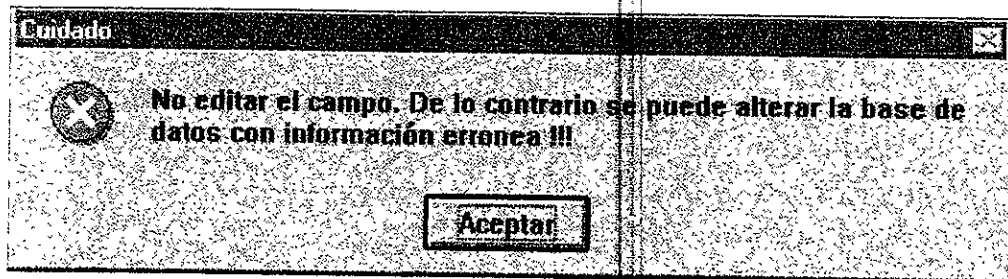 Cuidado
No editar el campo. De lo contrario se puede alterar la base de
datos con información erronea !!!
Aceptar